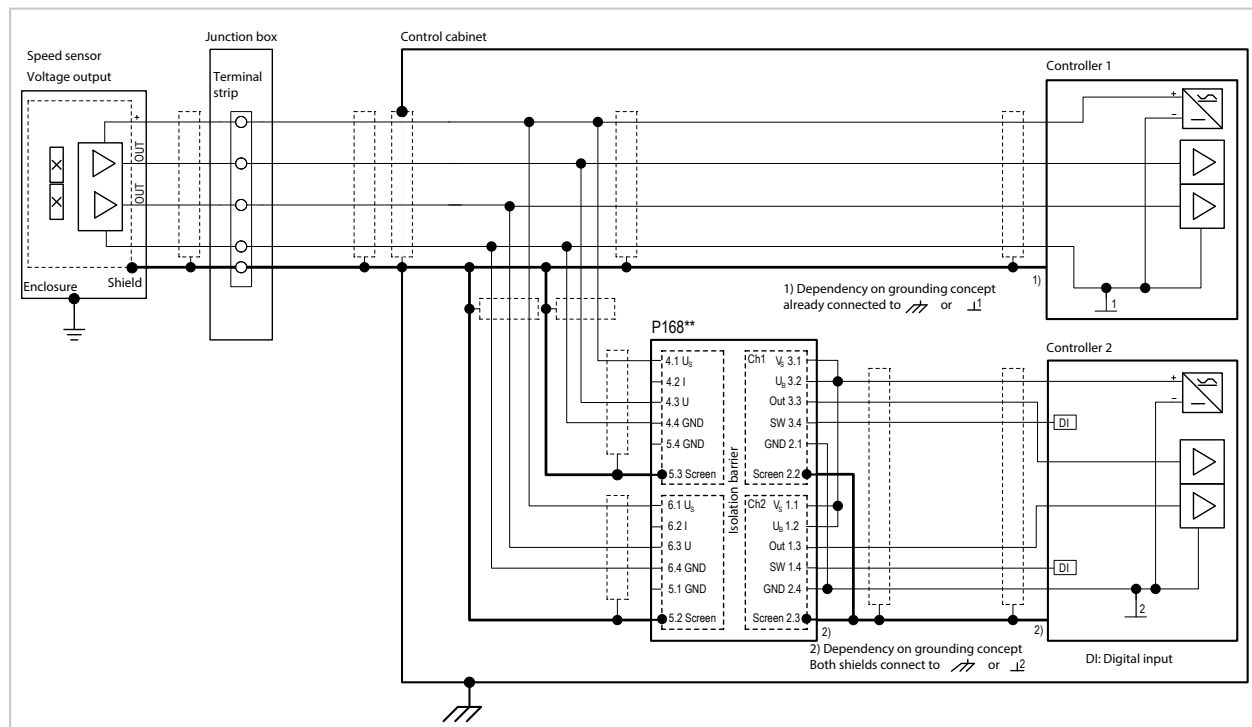 Junction box
Control cabinet
Speed sensor
Voltage output
Terminal
strip
Controller 1
+
OUT
OUT
+
−
Enclosure
Shield
1)
1) Dependency on grounding concept
already connected to or 1
1
P168**
Controller 2
4.1 US
4.2 I
4.3 U
4.4 GND
5.4 GND
5.3 Screen
6.1 US
6.2 I
6.3 U
6.4 GND
5.1 GND
5.2 Screen
Isolation barrier
Ch1 VS 3.1
UB 3.2
Out 3.3
SW 3.4
GND 2.1
Screen 2.2
Ch2 VS 1.1
UB 1.2
Out 1.3
SW 1.4
GND 2.4
Screen 2.3
+
−
DI
DI
2
2)
2)
2) Dependency on grounding concept
Both shields connect to or 2
DI: Digital input